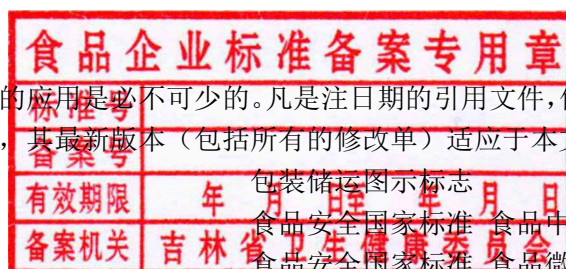 食品企业标准备案专用章
的应用是必不可少的。凡是注日期的引用文件，
标准号
，其最新版本（包括所有的修改单）适应于本
备案号
包装储运图示标志
有效期限 年 月 日至 年 月 日
食品安全国家标准 食品中
备案机关 吉林省卫生健康委员会
食品安全国家标准 食品微